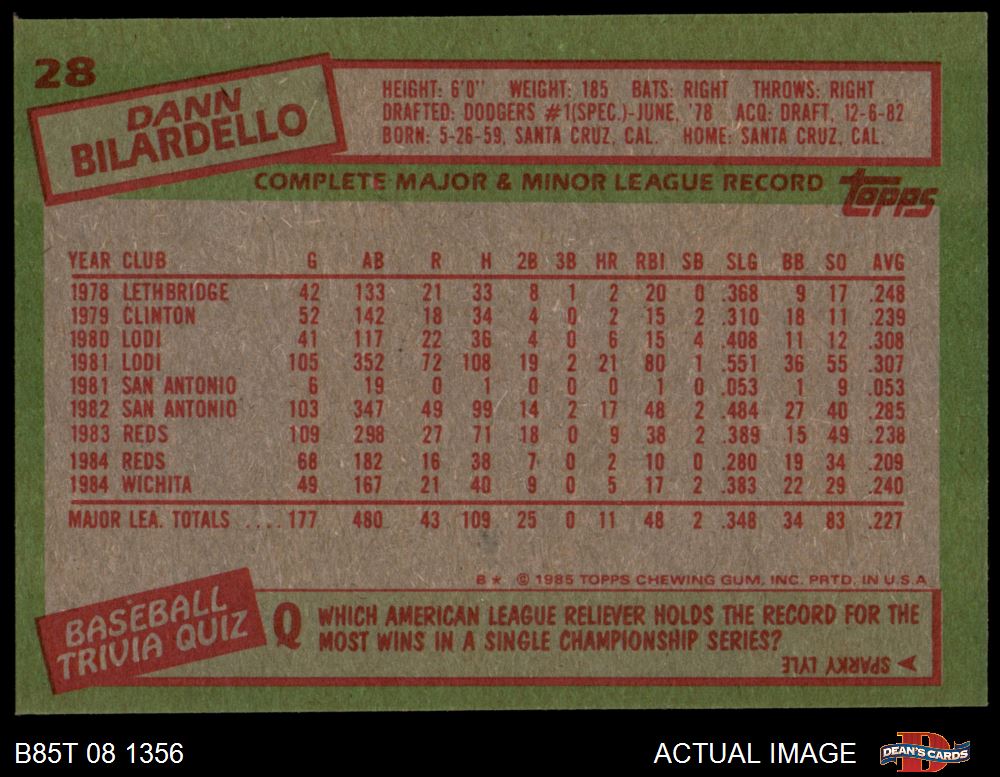 28
DANN
BILARDELLO
HEIGHT: 6'0" WEIGHT: 185 BATS: RIGHT THROWS: RIGHT
DRAFTED: DODGERS #1(SPEC.)-JUNE, '78 ACQ: DRAFT, 12-6-82
BORN: 5-26-59, SANTA CRUZ, CAL. HOME: SANTA CRUZ, CAL.
COMPLETE MAJOR & MINOR LEAGUE RECORD
topps
YEAR CLUB G AB R H 2B 3B HR RBI SB SLG BB SO AVG
1978 LETHBRIDGE 42 133 21 33 8 1 2 20 0 .368 9 17 .248
1979 CLINTON 52 142 18 34 4 0 2 15 2 .310 18 11 .239
1980 LODI 41 117 22 36 4 0 6 15 4 .408 11 12 .308
1981 LODI 105 352 72 108 19 2 21 80 1 .551 36 55 .307
1981 SAN ANTONIO 6 19 0 1 0 0 0 1 0 .053 1 9 .053
1982 SAN ANTONIO 103 347 49 99 14 2 17 48 2 .484 27 40 .285
1983 REDS 109 298 27 71 18 0 9 38 2 .389 15 49 .238
1984 REDS 68 182 16 38 7 0 2 10 0 .280 19 34 .209
1984 WICHITA 49 167 21 40 9 0 5 17 2 .383 22 29 .240
MAJOR LEA. TOTALS .... 177 480 43 109 25 0 11 48 2 .348 34 83 .227
B* © 1985 TOPPS CHEWING GUM, INC. PRTD. IN U.S.A.
BASEBALL
TRIVIA QUIZ
Q WHICH AMERICAN LEAGUE RELIEVER HOLDS THE RECORD FOR THE
MOST WINS IN A SINGLE CHAMPIONSHIP SERIES?
SPARKY LYLE
B85T 08 1356
ACTUAL IMAGE
DEAN'S CARDS